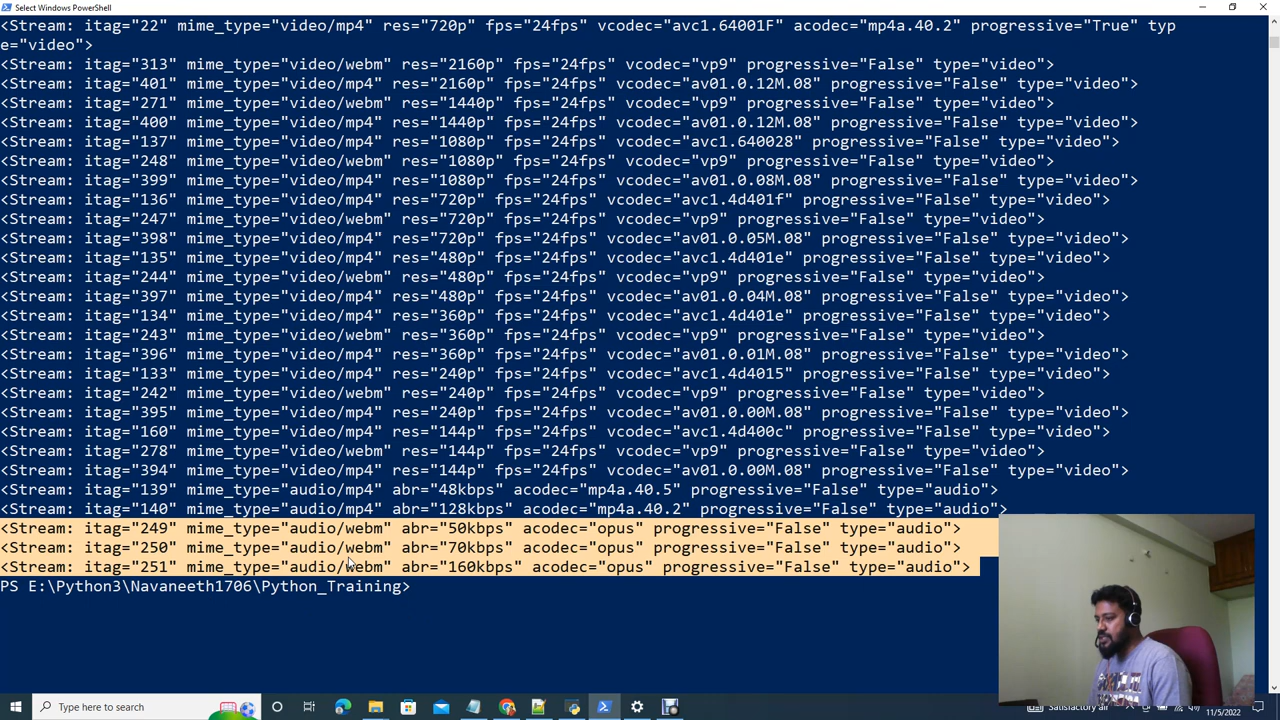 Select Windows PowerShell
<Stream: itag="22" mime_type="video/mp4" res="720p" fps="24fps" vcodec="avc1.64001F" acodec="mp4a.40.2" progressive="True" typ
e="video">
<Stream: itag="313" mime_type="video/webm" res="2160p" fps="24fps" vcodec="vp9" progressive="False" type="video">
<Stream: itag="401" mime_type="video/mp4" res="2160p" fps="24fps" vcodec="av01.0.12M.08" progressive="False" type="video">
<Stream: itag="271" mime_type="video/webm" res="1440p" fps="24fps" vcodec="vp9" progressive="False" type="video">
<Stream: itag="400" mime_type="video/mp4" res="1440p" fps="24fps" vcodec="av01.0.12M.08" progressive="False" type="video">
<Stream: itag="137" mime_type="video/mp4" res="1080p" fps="24fps" vcodec="avc1.640028" progressive="False" type="video">
<Stream: itag="248" mime_type="video/webm" res="1080p" fps="24fps" vcodec="vp9" progressive="False" type="video">
<Stream: itag="399" mime_type="video/mp4" res="1080p" fps="24fps" vcodec="av01.0.08M.08" progressive="False" type="video">
<Stream: itag="136" mime_type="video/mp4" res="720p" fps="24fps" vcodec="avc1.4d401f" progressive="False" type="video">
<Stream: itag="247" mime_type="video/webm" res="720p" fps="24fps" vcodec="vp9" progressive="False" type="video">
<Stream: itag="398" mime_type="video/mp4" res="720p" fps="24fps" vcodec="av01.0.05M.08" progressive="False" type="video">
<Stream: itag="135" mime_type="video/mp4" res="480p" fps="24fps" vcodec="avc1.4d401e" progressive="False" type="video">
<Stream: itag="244" mime_type="video/webm" res="480p" fps="24fps" vcodec="vp9" progressive="False" type="video">
<Stream: itag="397" mime_type="video/mp4" res="480p" fps="24fps" vcodec="av01.0.04M.08" progressive="False" type="video">
<Stream: itag="134" mime_type="video/mp4" res="360p" fps="24fps" vcodec="avc1.4d401e" progressive="False" type="video">
<Stream: itag="243" mime_type="video/webm" res="360p" fps="24fps" vcodec="vp9" progressive="False" type="video">
<Stream: itag="396" mime_type="video/mp4" res="360p" fps="24fps" vcodec="av01.0.01M.08" progressive="False" type="video">
<Stream: itag="133" mime_type="video/mp4" res="240p" fps="24fps" vcodec="avc1.4d4015" progressive="False" type="video">
<Stream: itag="242" mime_type="video/webm" res="240p" fps="24fps" vcodec="vp9" progressive="False" type="video">
<Stream: itag="395" mime_type="video/mp4" res="240p" fps="24fps" vcodec="av01.0.00M.08" progressive="False" type="video">
<Stream: itag="160" mime_type="video/mp4" res="144p" fps="24fps" vcodec="avc1.4d400c" progressive="False" type="video">
<Stream: itag="278" mime_type="video/webm" res="144p" fps="24fps" vcodec="vp9" progressive="False" type="video">
<Stream: itag="394" mime_type="video/mp4" res="144p" fps="24fps" vcodec="av01.0.00M.08" progressive="False" type="video">
<Stream: itag="139" mime_type="audio/mp4" abr="48kbps" acodec="mp4a.40.5" progressive="False" type="audio">
<Stream: itag="140" mime_type="audio/mp4" abr="128kbps" acodec="mp4a.40.2" progressive="False" type="audio">
<Stream: itag="249" mime_type="audio/webm" abr="50kbps" acodec="opus" progressive="False" type="audio">
<Stream: itag="250" mime_type="audio/webm" abr="70kbps" acodec="opus" progressive="False" type="audio">
<Stream: itag="251" mime_type="audio/webm" abr="160kbps" acodec="opus" progressive="False" type="audio">
PS E:\Python3\Navaneeth1706\Python_Training>
Type here to search
Satisfactory air
11/5/2022